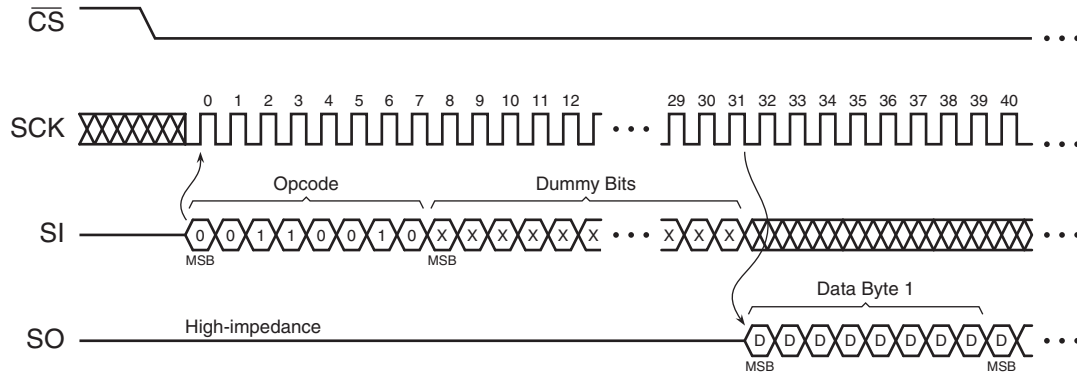 CS
0 1 2 3 4 5 6 7 8 9 10 11 12 29 30 31 32 33 34 35 36 37 38 39 40
SCK
Opcode Dummy Bits
SI 0 0 1 1 0 0 1 0 X X X X X X X X X
MSB MSB
Data Byte 1
High-impedance
SO D D D D D D D D D
MSB MSB